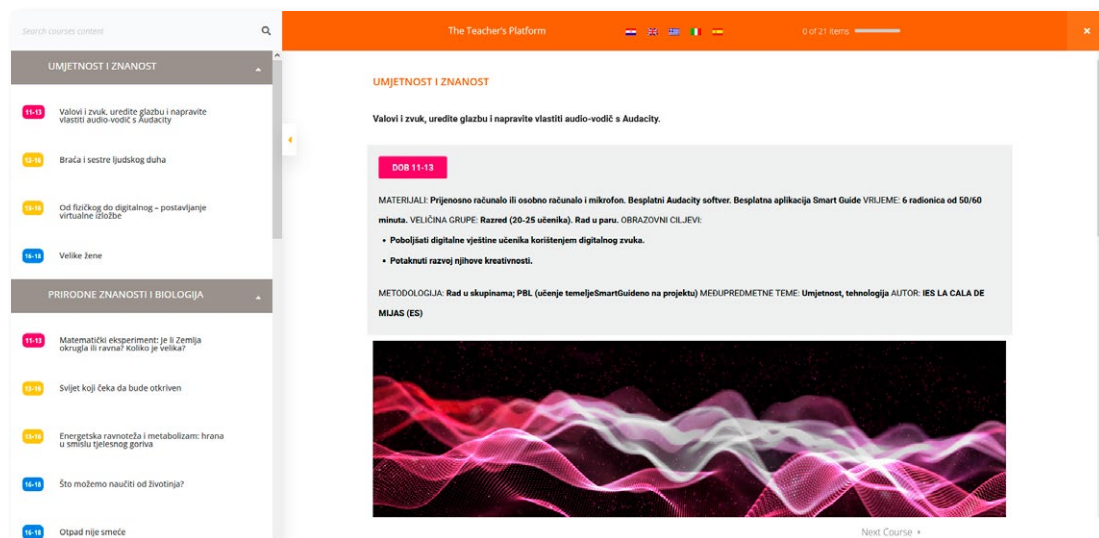 Search courses content
The Teacher's Platform
0 of 21 items
×
UMJETNOST I ZNANOST
11-13
Valovi i zvuk, uredite glazbu i napravite
vlastiti audio-vodič s Audacity
13-16
Braća i sestre ljudskog duha
13-16
Od fizičkog do digitalnog – postavljanje
virtualne izložbe
16-18
Velike žene
PRIRODNE ZNANOSTI I BIOLOGIJA
11-13
Matematički eksperiment: Je li Zemlja
okrugla ili ravna? Koliko je velika?
13-16
Svijet koji čeka da bude otkriven
13-16
Energetska ravnoteža i metabolizam: hrana
u smislu tjelesnog goriva
16-18
Što možemo naučiti od životinja?
16-18
Otpad nije smeće
UMJETNOST I ZNANOST
Valovi i zvuk, uredite glazbu i napravite vlastiti audio-vodič s Audacity.
DOB 11-13
MATERIJALI: Prijenosno računalo ili osobno računalo i mikrofon. Besplatni Audacity softver. Besplatna aplikacija Smart Guide VRIJEME: 6 radionica od 50/60
minuta. VELIČINA GRUPE: Razred (20-25 učenika). Rad u paru. OBRAZOVNI CILJEVI:
• Poboljšati digitalne vještine učenika korištenjem digitalnog zvuka.
• Potaknuti razvoj njihove kreativnosti.
METODOLOGIJA: Rad u skupinama; PBL (učenje temeljeSmartGuideno na projektu) MEĐUPREDMETNE TEME: Umjetnost, tehnologija AUTOR: IES LA CALA DE
MIJAS (ES)
Next Course